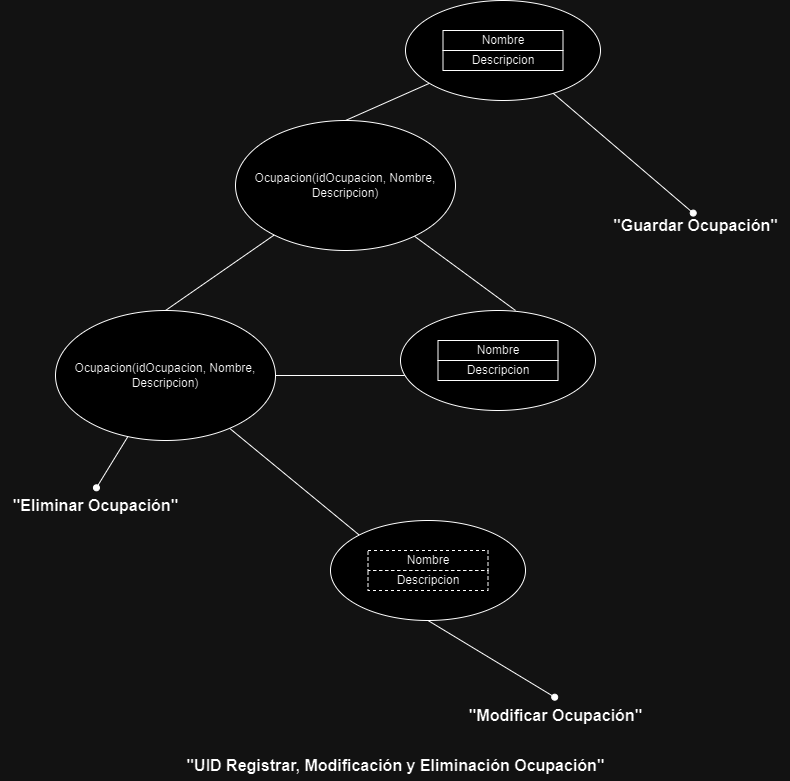 Nombre
Descripcion
Ocupacion(idOcupacion, Nombre,
Descripcion)
"Guardar Ocupación"
Ocupacion(idOcupacion, Nombre,
Descripcion)
Nombre
Descripcion
"Eliminar Ocupación"
Nombre
Descripcion
"Modificar Ocupación"
"UID Registrar, Modificación y Eliminación Ocupación"